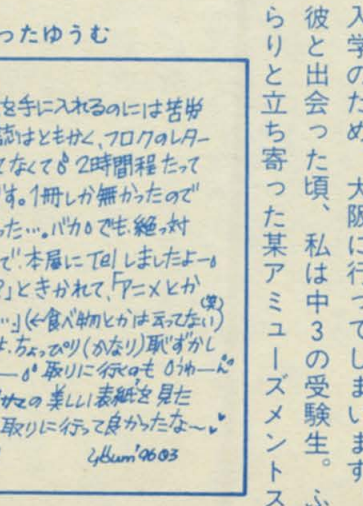 入学のため、大阪に行ってしまいます
彼と出会った頃、私は中3の受験生。ふ
らりと立ち寄った某アミューズメントス
ったゆうむ
を手に入れるのには苦労
誌はともかく、フロクのレター
てなくて 2時間程たって
す。1冊しか無かったので
った…。バカ でも、絶対
で 本屋にTelしましたよー
?」ときかれて、「アニメとか
…」(←食べ物とかは云ってない)(笑)
ちょっぴり(かなり)恥ずかし
取りに行くのも うわーん
の美しい表紙を見た
取りに行って良かったな〜♥
'96 03